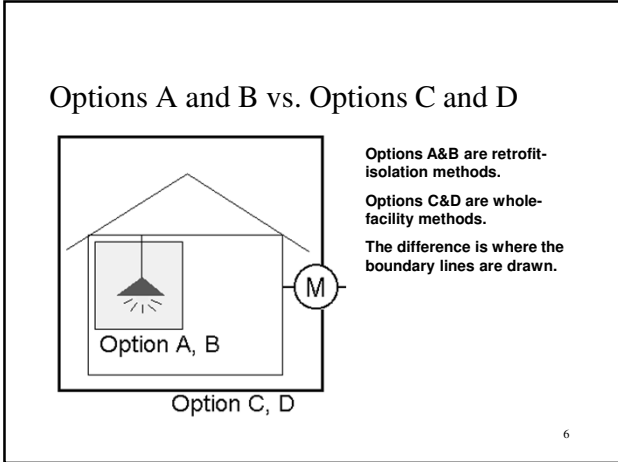 Options A and B vs. Options C and D
Options A&B are retrofit-
isolation methods.
Options C&D are whole-
facility methods.
The difference is where the
boundary lines are drawn.
M
Option A, B
Option C, D
6